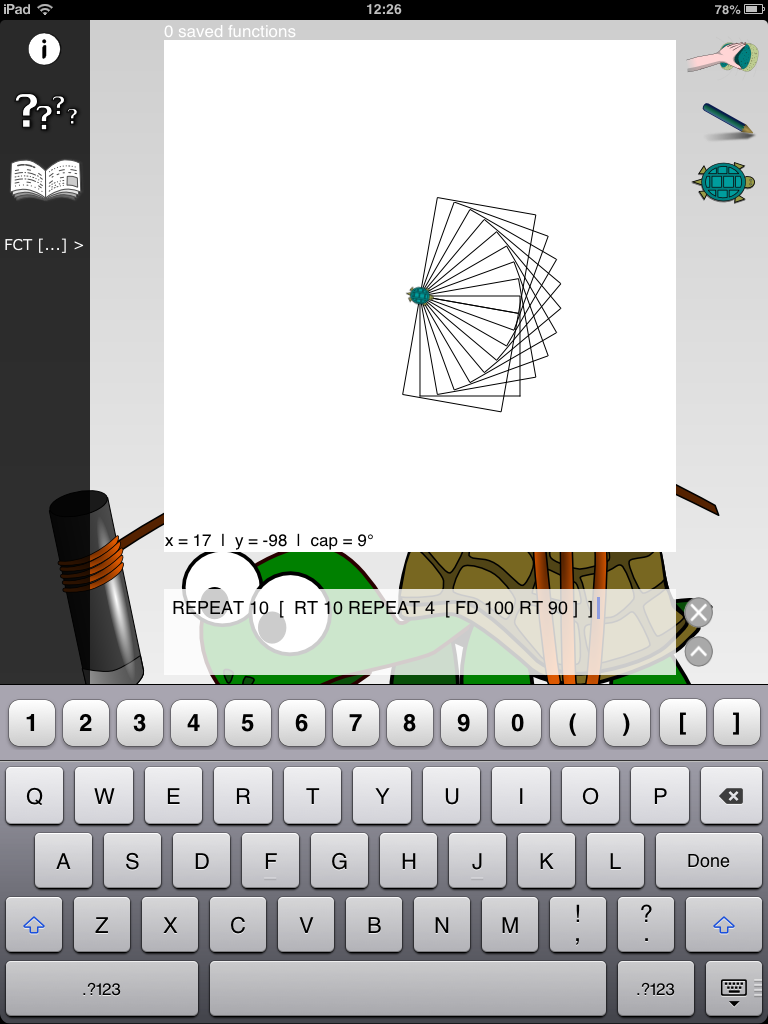 iPad 12:26 78%
0 saved functions
i
????
FCT [...] >
x = 17 | y = -98 | cap = 9°
REPEAT 10 [ RT 10 REPEAT 4 [ FD 100 RT 90 ] ]
1 2 3 4 5 6 7 8 9 0 ( ) [ ]
Q W E R T Y U I O P
A S D F G H J K L Done
Z X C V B N M ! , ? .
.?123 .?123